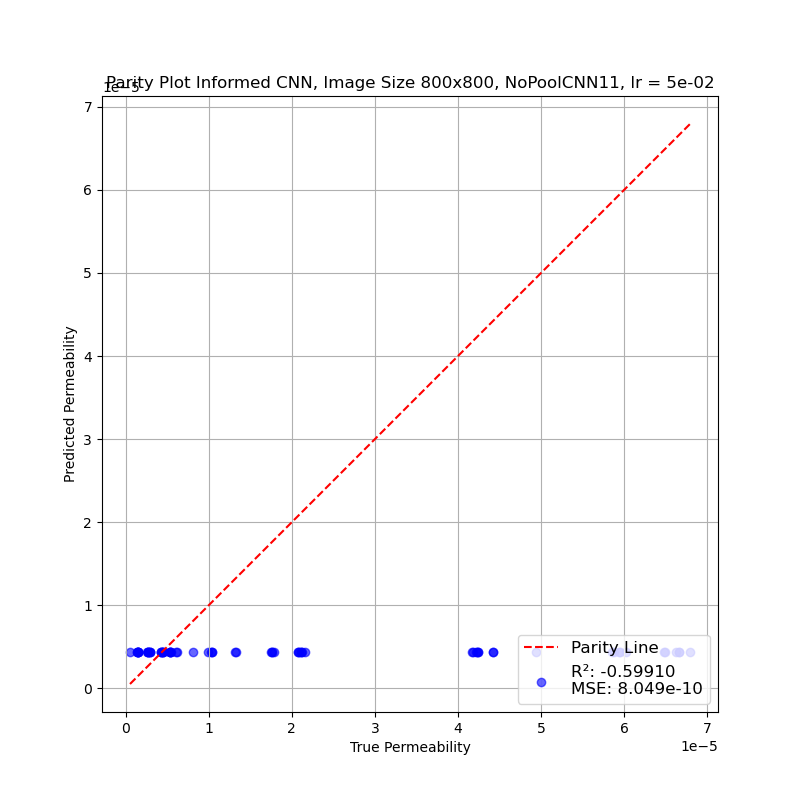 Parity Plot Informed CNN, Image Size 800x800, NoPoolCNN11, lr = 5e-02
1e−5
7
6
5
4
3
2
1
0
Predicted Permeability
Parity Line
R²: -0.59910
MSE: 8.049e-10
0 1 2 3 4 5 6 7
True Permeability
1e−5